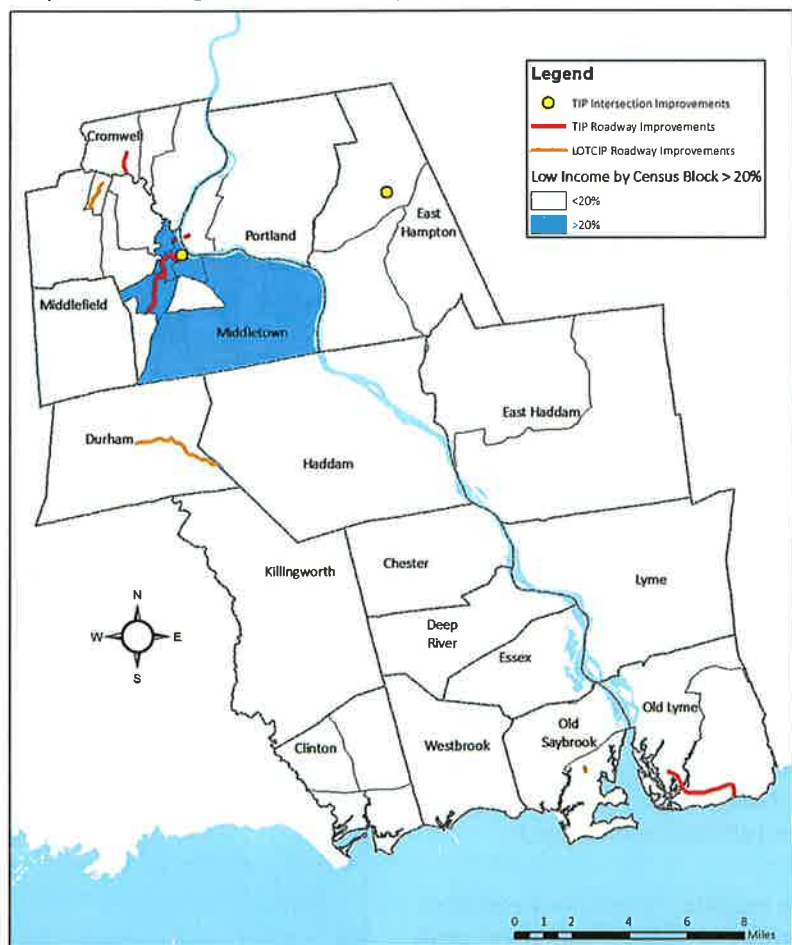 Legend
TIP Intersection Improvements
TIP Roadway Improvements
LOTCIP Roadway Improvements
Low Income by Census Block > 20%
<20%
>20%
Cromwell
Portland
East
Hampton
Middlefield
Middletown
Durham
Haddam
East Haddam
Killingworth
Chester
Lyme
Deep
River
Essex
N
W
E
S
Old Lyme
Old
Saybrook
Clinton
Westbrook
0 1 2 4 6 8
Miles